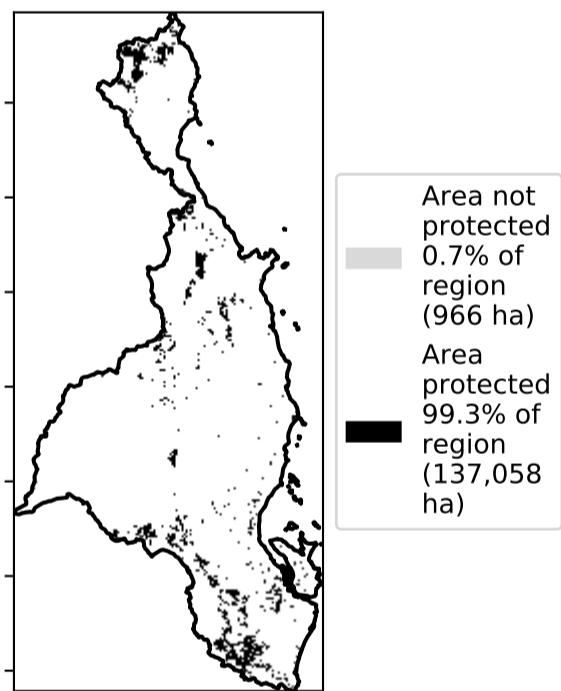 Area not
protected
0.7% of
region
(966 ha)
Area
protected
99.3% of
region
(137,058
ha)